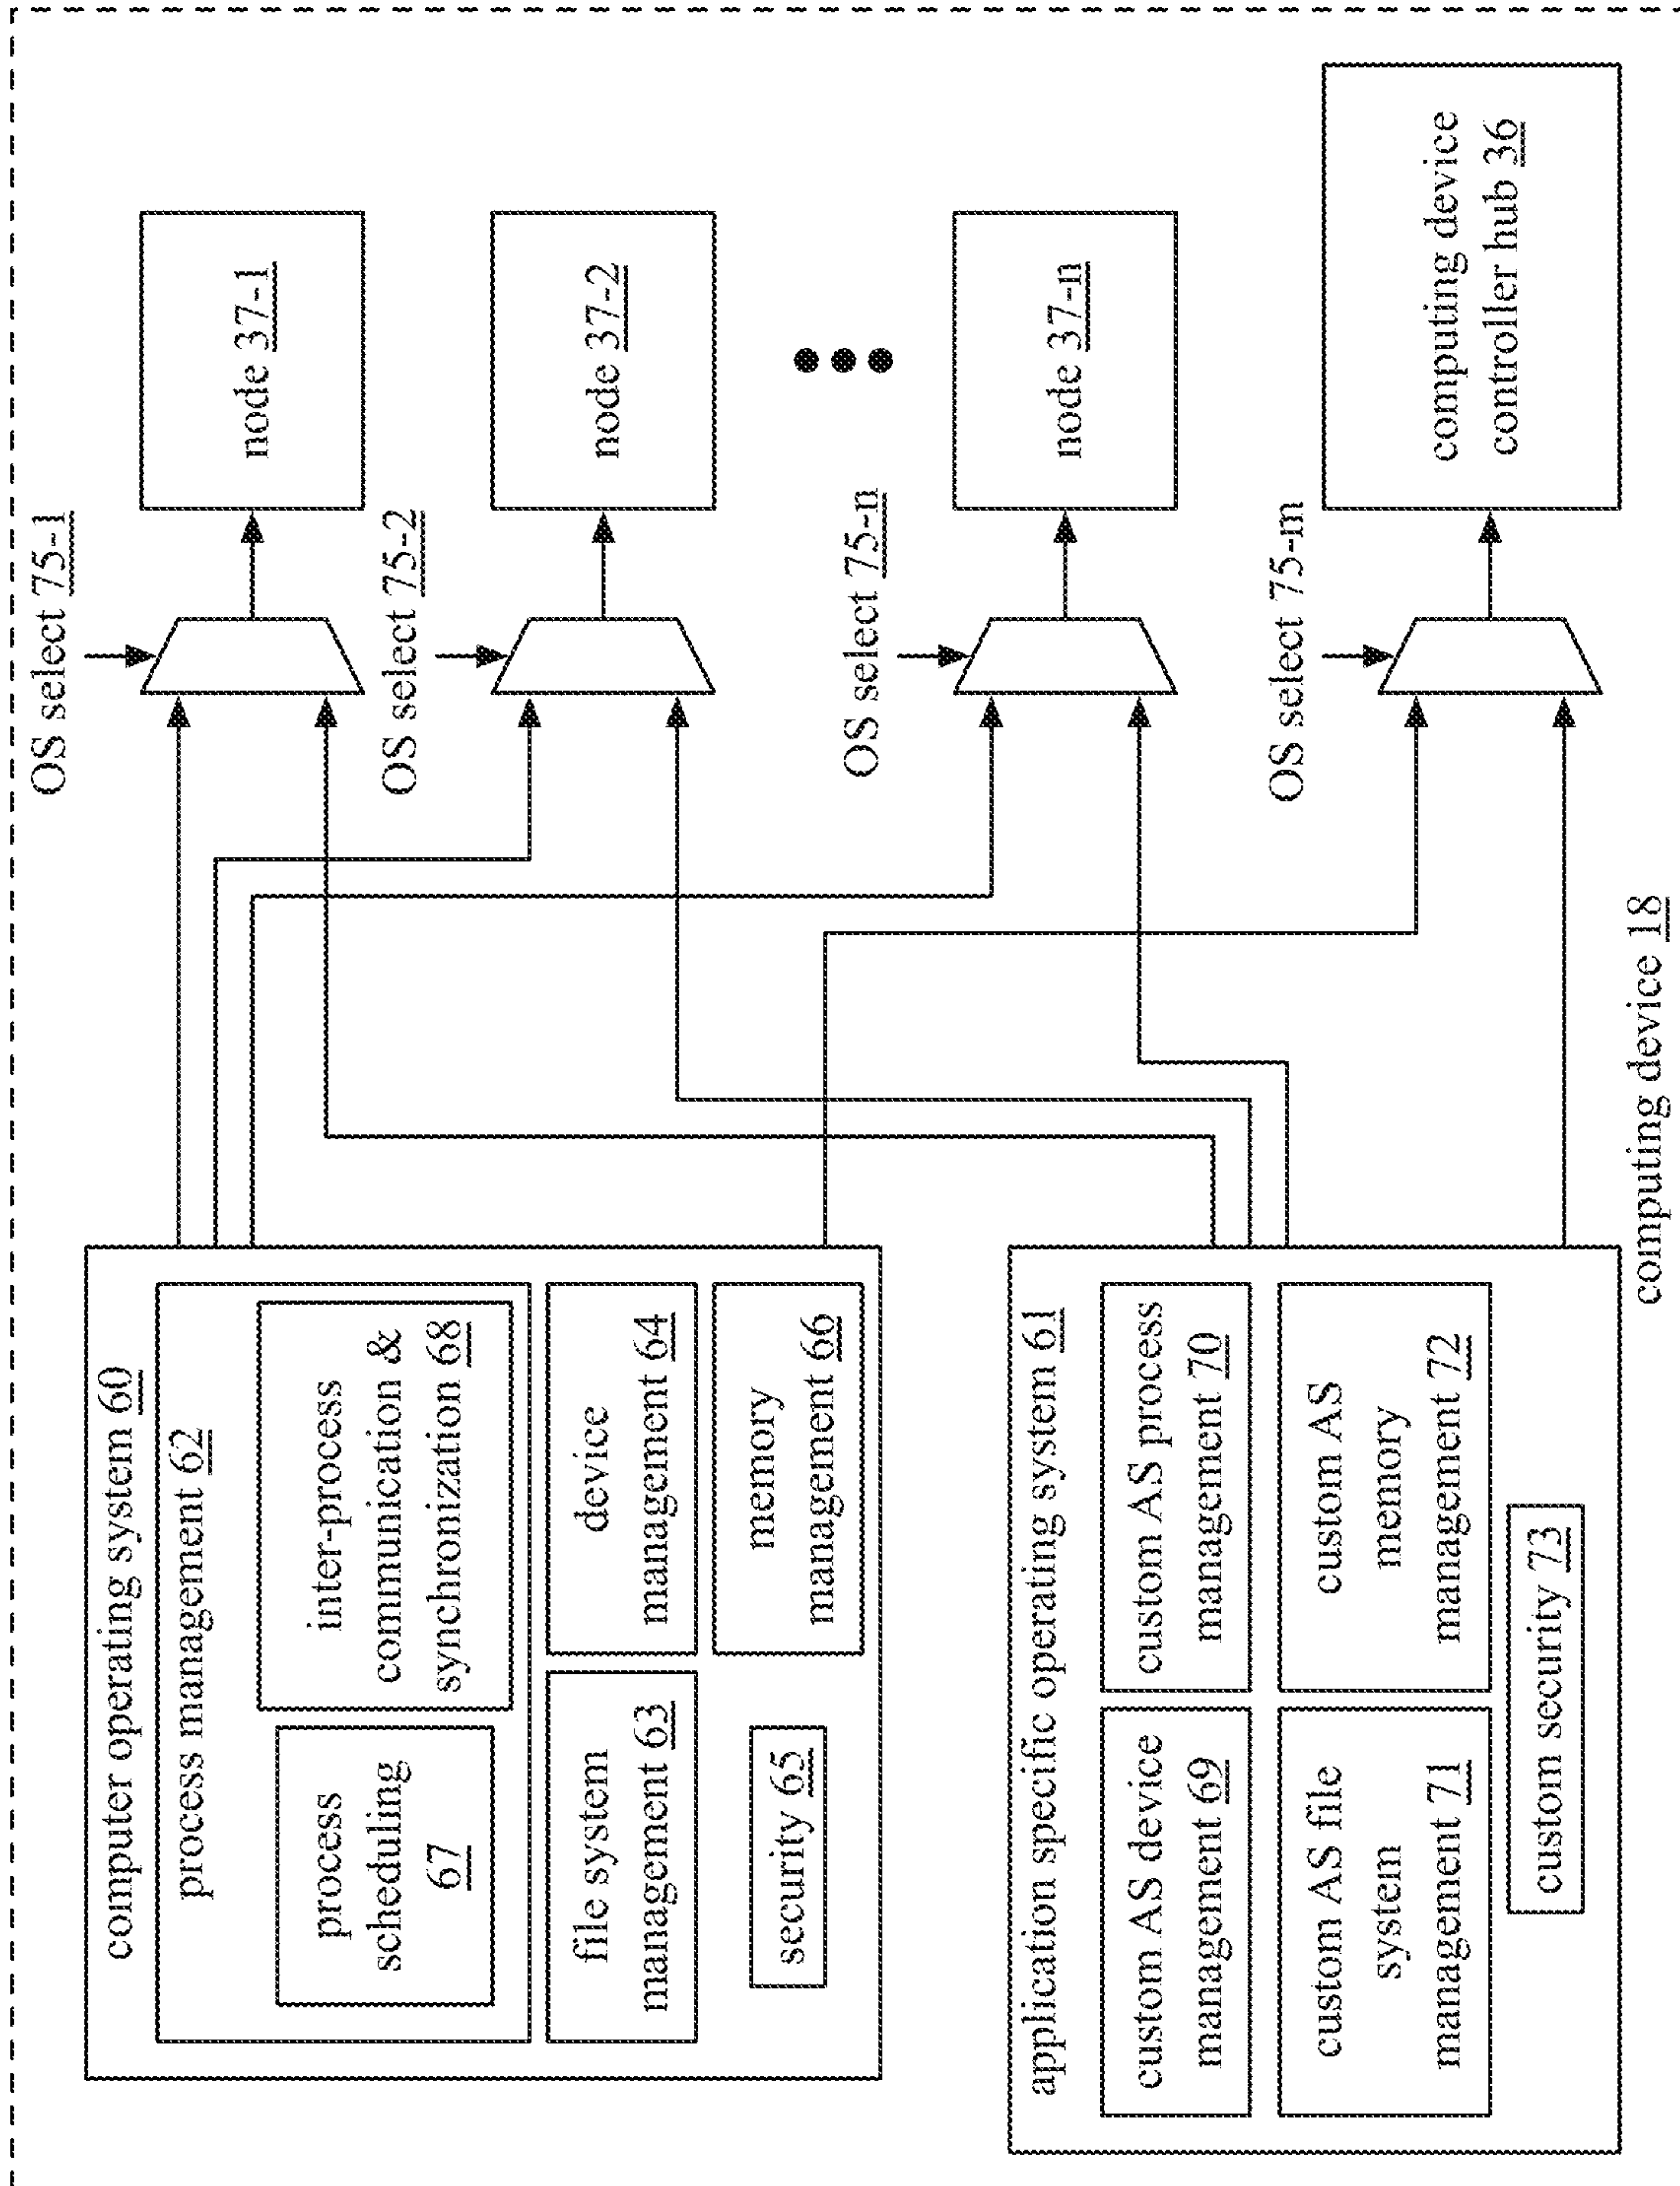 computer operating system 60
process management 62
process
scheduling
67
inter-process
communication &
synchronization 68
file system
management 63
device
management 64
security 65
memory
management 66
application specific operating system 61
custom AS device
management 69
custom AS process
management 70
custom AS file
system
management 71
custom AS
memory
management 72
custom security 73
OS select 75-1
node 37-1
OS select 75-2
node 37-2
OS select 75-n
node 37-n
OS select 75-m
computing device
controller hub 36
computing device 18